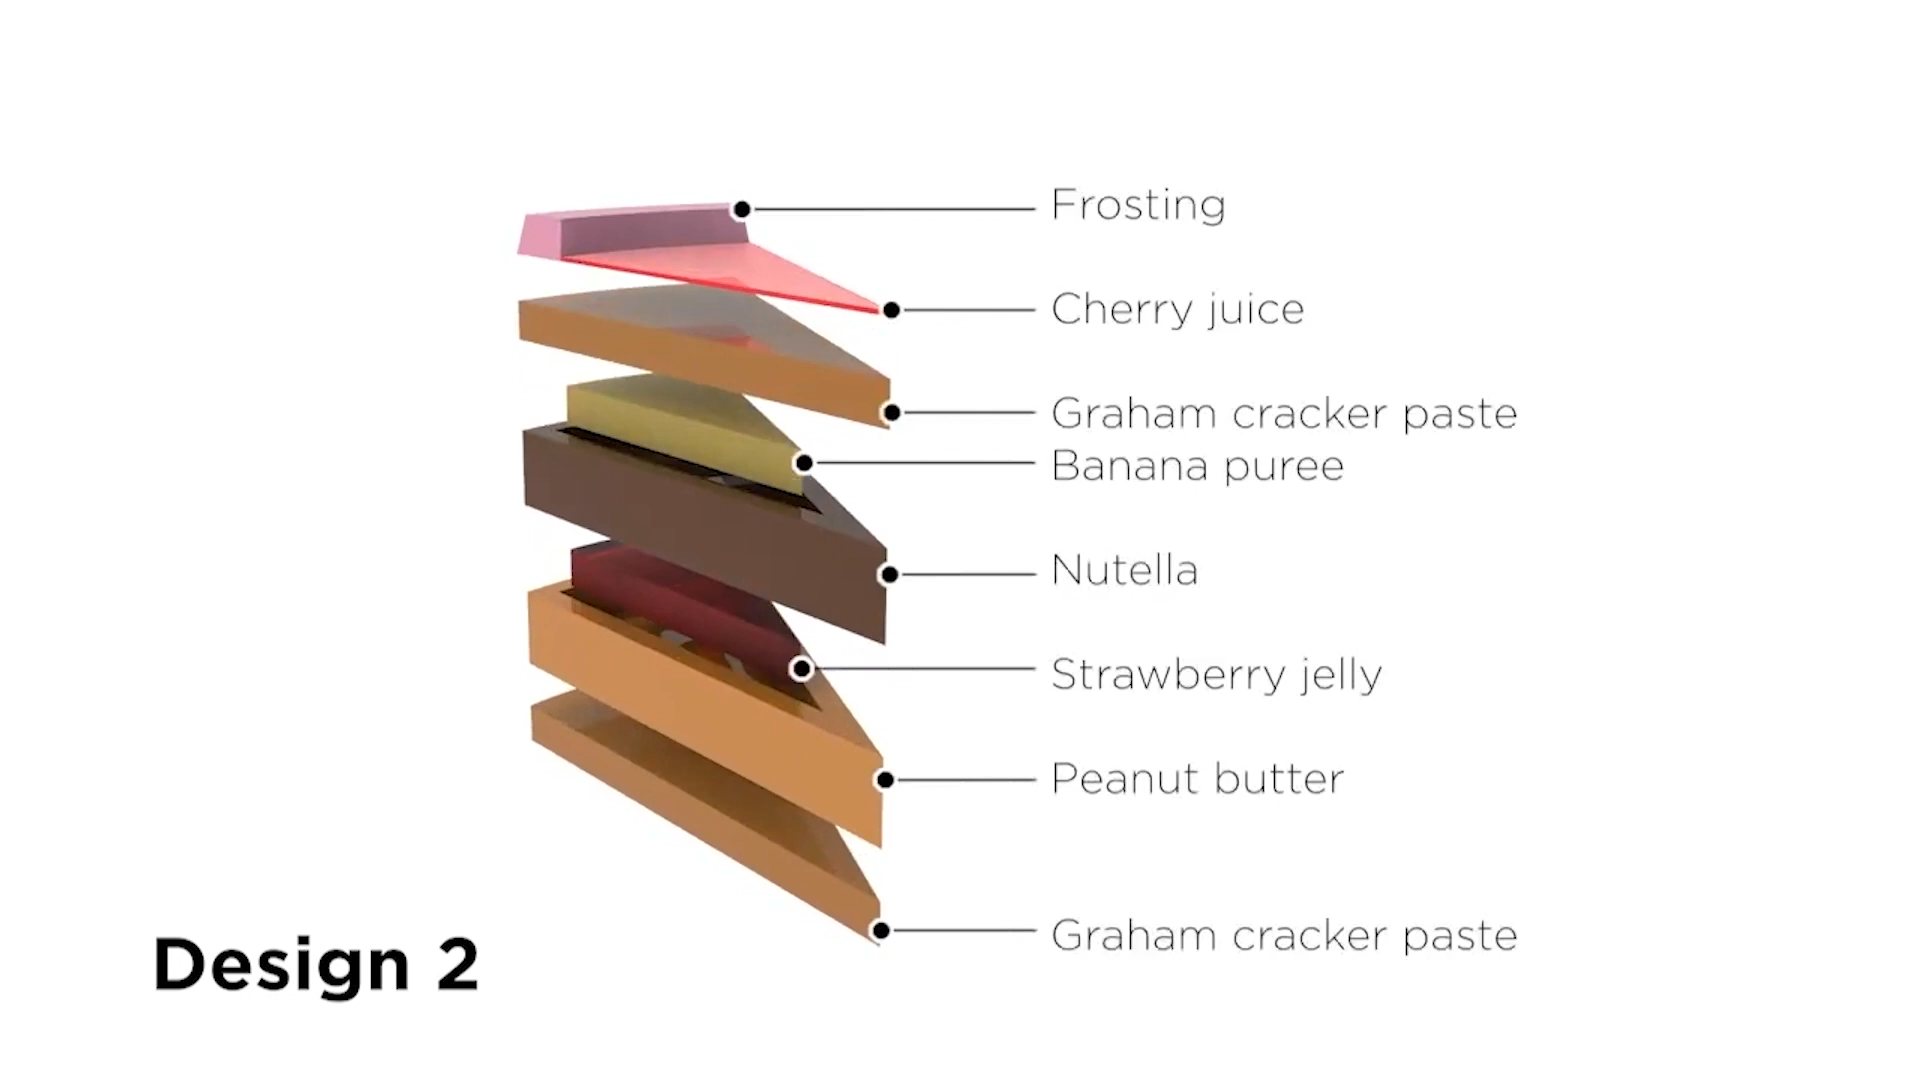 Frosting
Cherry juice
Graham cracker paste
Banana puree
Nutella
Strawberry jelly
Peanut butter
Graham cracker paste
Design 2